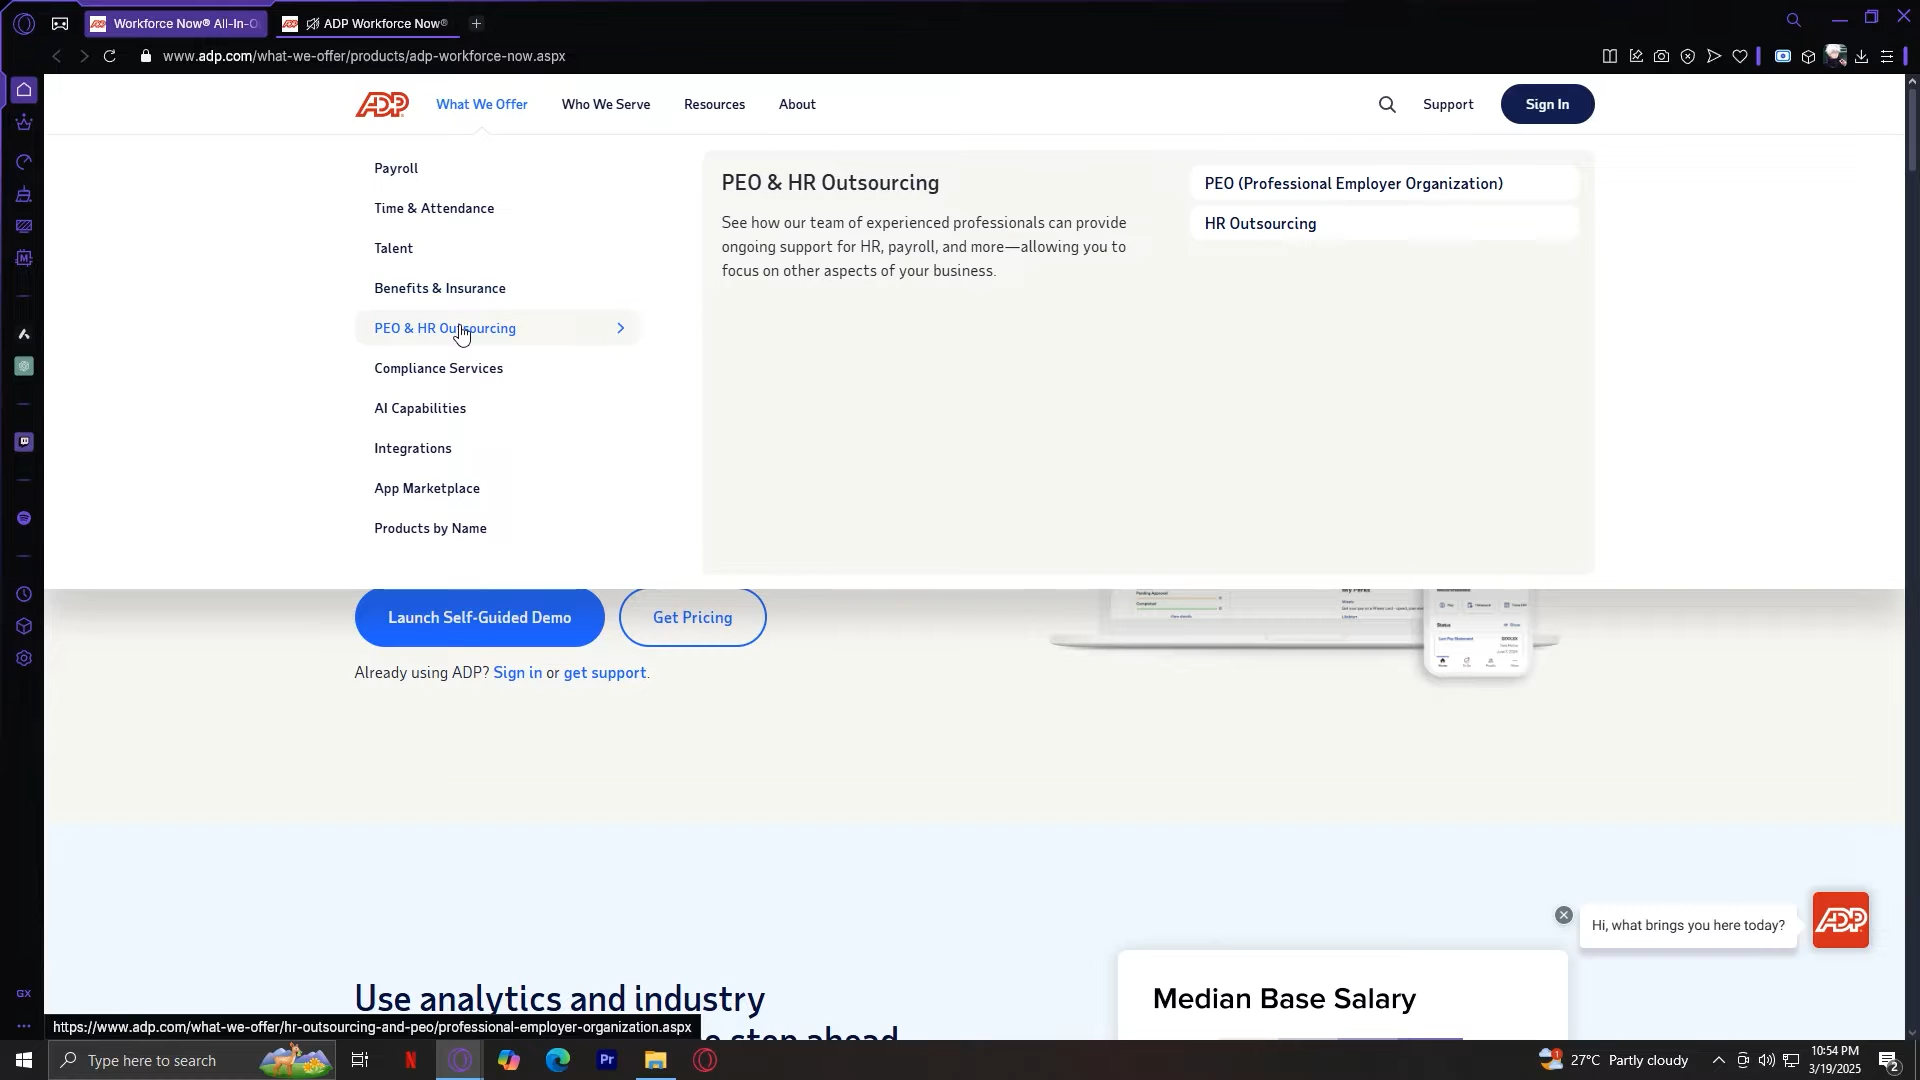 Workforce Now® All-In-O
ADP Workforce Now®
www.adp.com/what-we-offer/products/adp-workforce-now.aspx
ADP
What We Offer
Who We Serve
Resources
About
Support
Sign In
Payroll
Time & Attendance
Talent
Benefits & Insurance
PEO & HR Outsourcing
Compliance Services
AI Capabilities
Integrations
App Marketplace
Products by Name
PEO & HR Outsourcing
See how our team of experienced professionals can provide
ongoing support for HR, payroll, and more—allowing you to
focus on other aspects of your business.
PEO (Professional Employer Organization)
HR Outsourcing
Launch Self-Guided Demo
Get Pricing
Already using ADP? Sign in or get support.
Hi, what brings you here today?
ADP
Use analytics and industry
Median Base Salary
https://www.adp.com/what-we-offer/hr-outsourcing-and-peo/professional-employer-organization.aspx
GX
Type here to search
Pr
27°C Partly cloudy
10:54 PM
3/19/2025
2